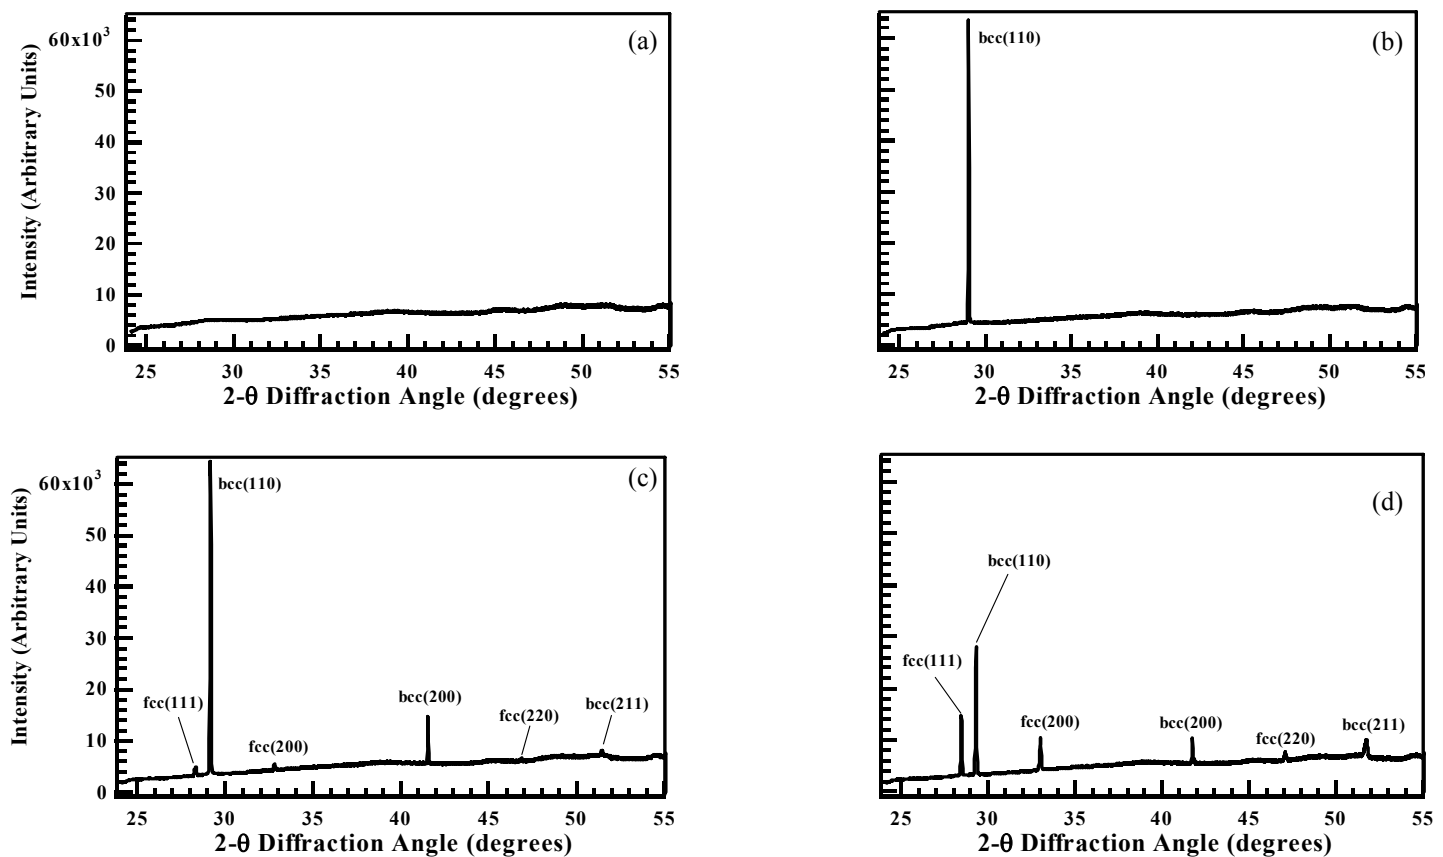 (a)
Intensity (Arbitrary Units)
60x10³
50
40
30
20
10
0
25 30 35 40 45 50 55
2-θ Diffraction Angle (degrees)
(b)
bcc(110)
25 30 35 40 45 50 55
2-θ Diffraction Angle (degrees)
(c)
Intensity (Arbitrary Units)
60x10³
50
40
30
20
10
0
bcc(110)
fcc(111)
fcc(200)
bcc(200)
fcc(220)
bcc(211)
25 30 35 40 45 50 55
2-θ Diffraction Angle (degrees)
(d)
bcc(110)
fcc(111)
fcc(200)
bcc(200)
fcc(220)
bcc(211)
25 30 35 40 45 50 55
2-θ Diffraction Angle (degrees)